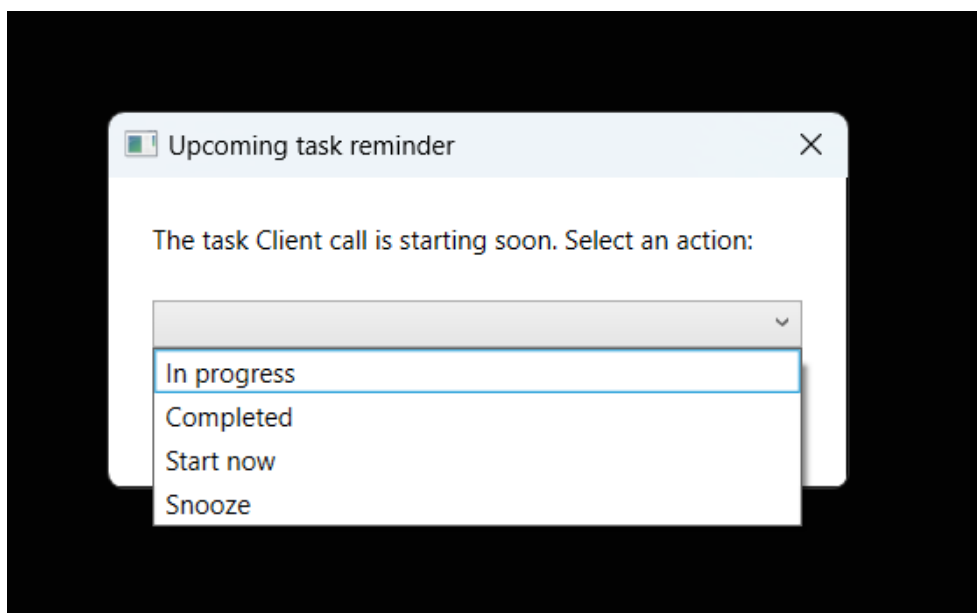 Upcoming task reminder
The task Client call is starting soon. Select an action:
In progress
Completed
Start now
Snooze